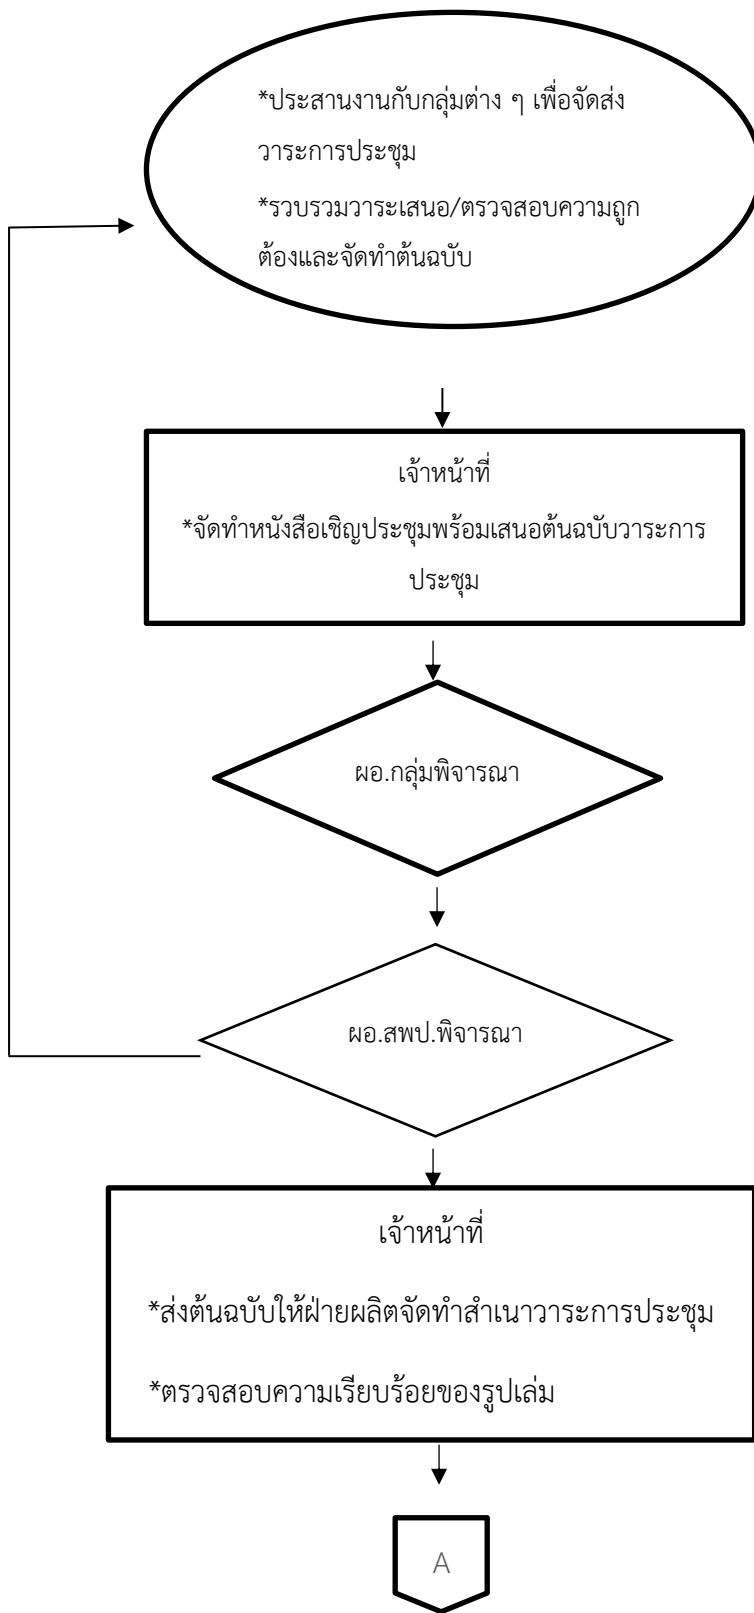 *ประสานงานกับกลุ่มต่าง ๆ เพื่อจัดส่ง
วาระการประชุม
*รวบรวมวาระเสนอ/ตรวจสอบความถูก
ต้องและจัดทำต้นฉบับ
เจ้าหน้าที่
*จัดทำหนังสือเชิญประชุมพร้อมเสนอต้นฉบับวาระการ
ประชุม
ผอ.กลุ่มพิจารณา
ผอ.สพป.พิจารณา
เจ้าหน้าที่
*ส่งต้นฉบับให้ฝ่ายผลิตจัดทำสำเนาวาระการประชุม
*ตรวจสอบความเรียบร้อยของรูปเล่ม
A